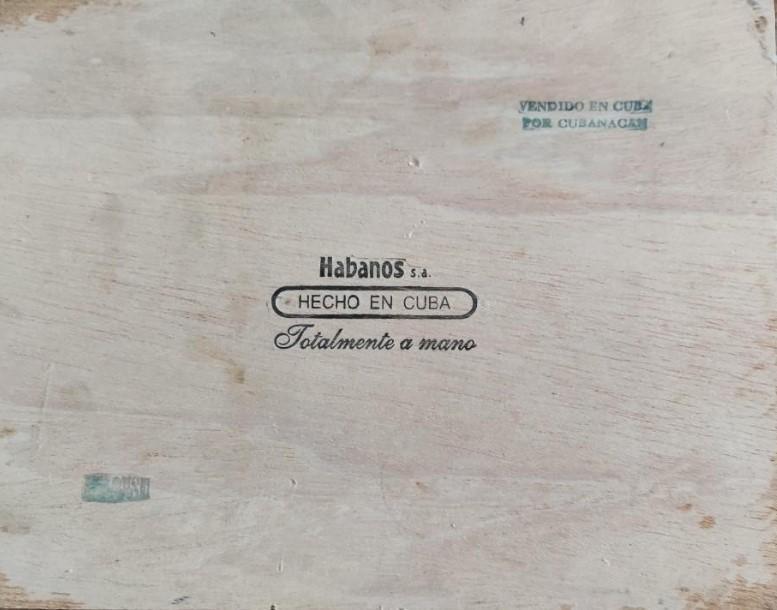 VENDIDO EN CUBA
POR CUBANACAN
Habanos s.a.
HECHO EN CUBA
Totalmente a mano